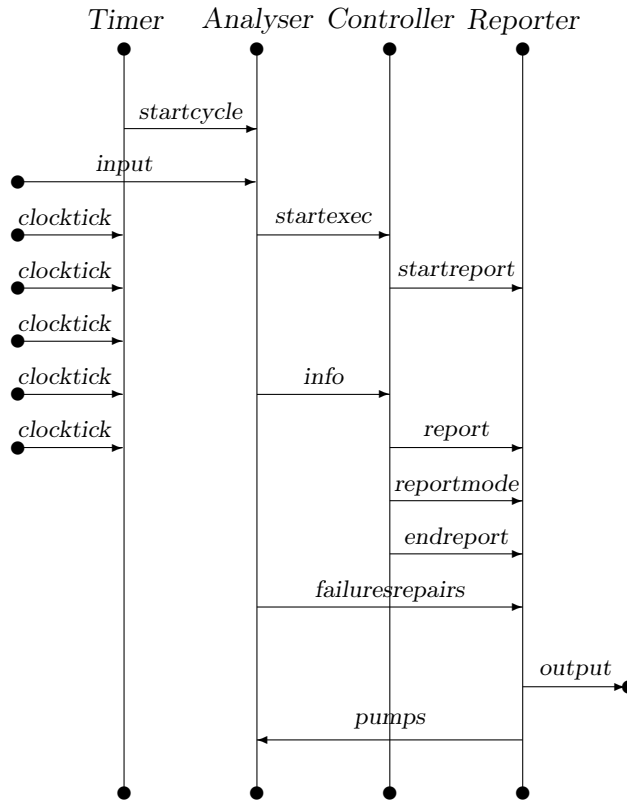 Timer Analyser Controller Reporter
startcycle
input
clocktick startexec
clocktick startreport
clocktick
clocktick info
clocktick report
reportmode
endreport
failuresrepairs
output
pumps